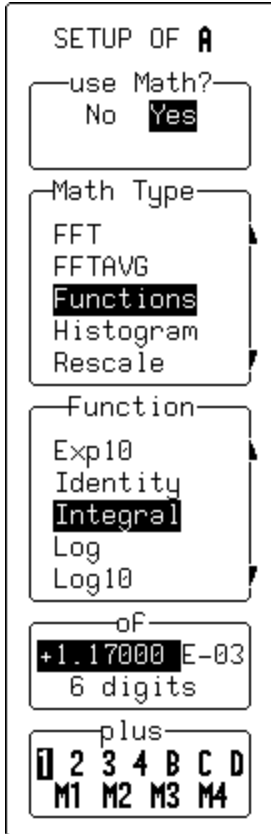 SETUP OF A
use Math?
No Yes
Math Type
FFT
FFTAVG
Functions
Histogram
Rescale
Function
Exp10
Identity
Integral
Log
Log10
of
+1.17000 E-03
6 digits
plus
1 2 3 4 B C D
M1 M2 M3 M4